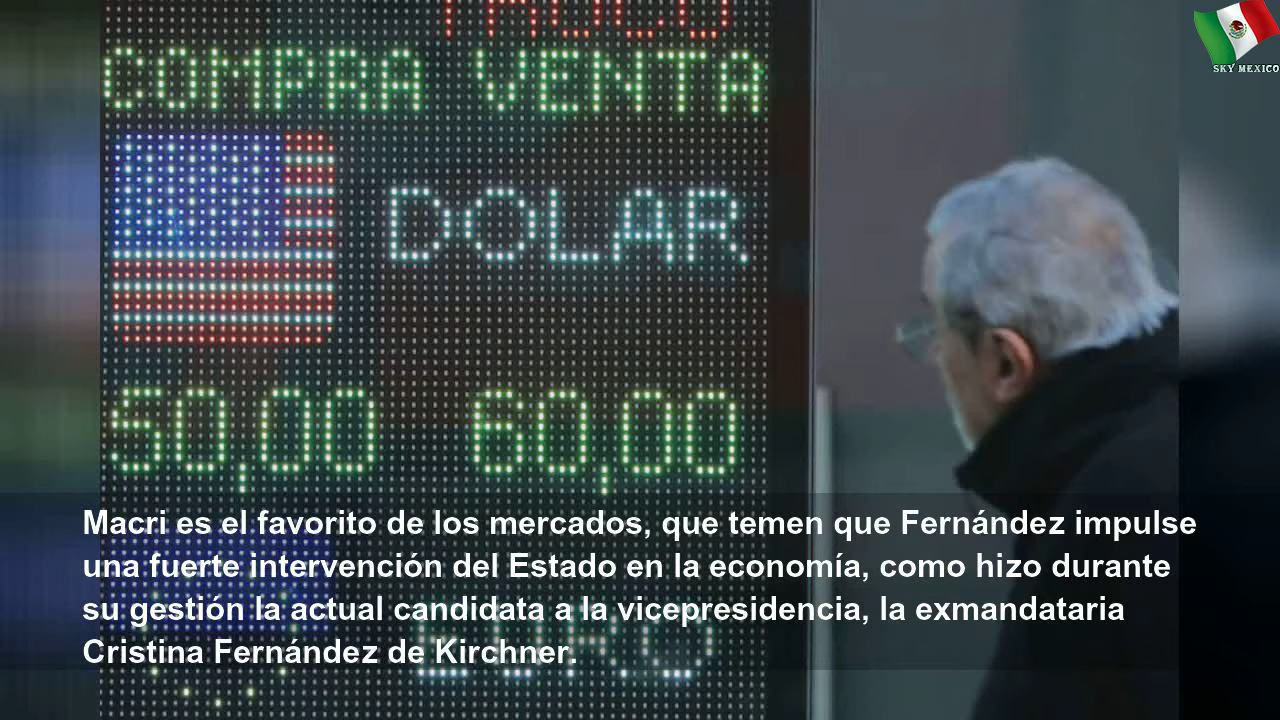 SKY MEXICO
COMPRA VENTA
DOLAR
50,00 60,00
Macri es el favorito de los mercados, que temen que Fernández impulse
una fuerte intervención del Estado en la economía, como hizo durante
su gestión la actual candidata a la vicepresidencia, la exmandataria
Cristina Fernández de Kirchner.
EURO